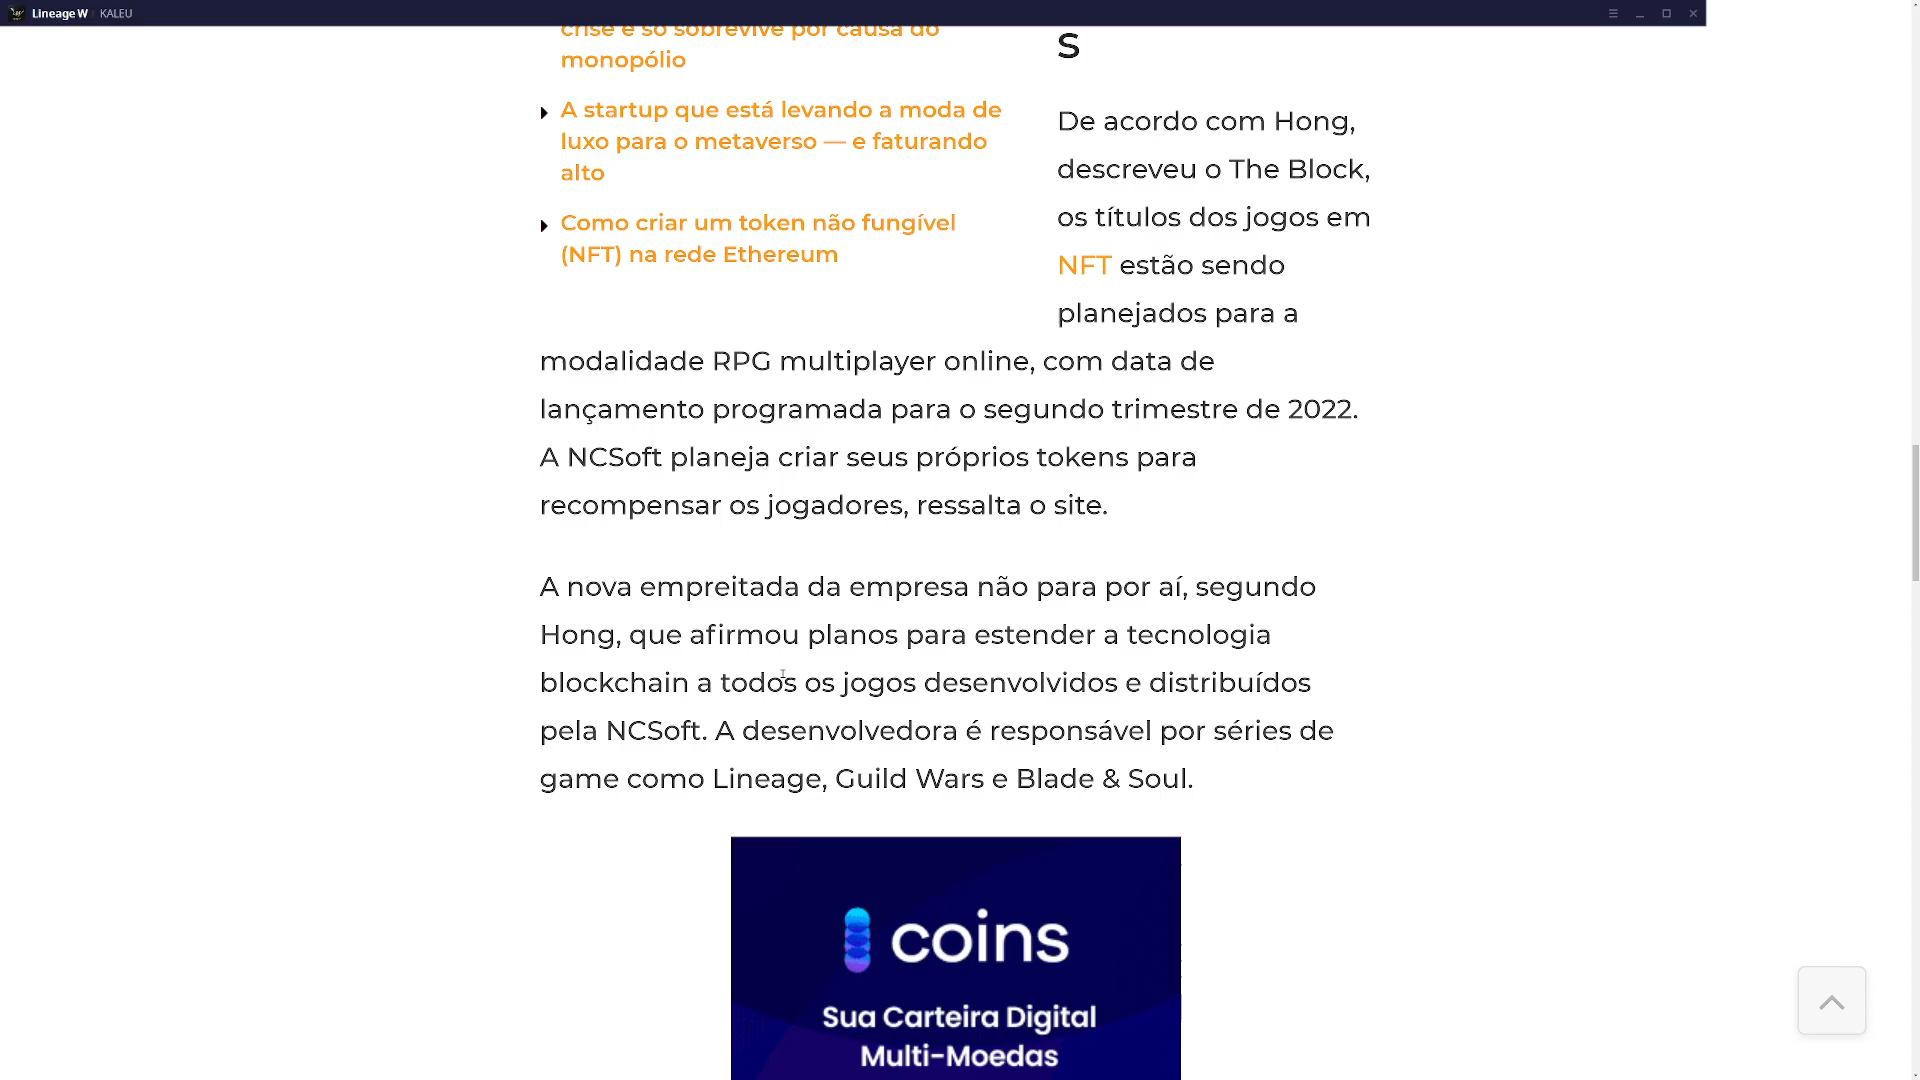 Lineage W KALEU
crise e só sobrevive por causa do
monopólio
A startup que está levando a moda de
luxo para o metaverso — e faturando
alto
Como criar um token não fungível
(NFT) na rede Ethereum
s
De acordo com Hong,
descreveu o The Block,
os títulos dos jogos em
NFT estão sendo
planejados para a
modalidade RPG multiplayer online, com data de
lançamento programada para o segundo trimestre de 2022.
A NCSoft planeja criar seus próprios tokens para
recompensar os jogadores, ressalta o site.
A nova empreitada da empresa não para por aí, segundo
Hong, que afirmou planos para estender a tecnologia
blockchain a todos os jogos desenvolvidos e distribuídos
pela NCSoft. A desenvolvedora é responsável por séries de
game como Lineage, Guild Wars e Blade & Soul.
coins
Sua Carteira Digital
Multi-Moedas